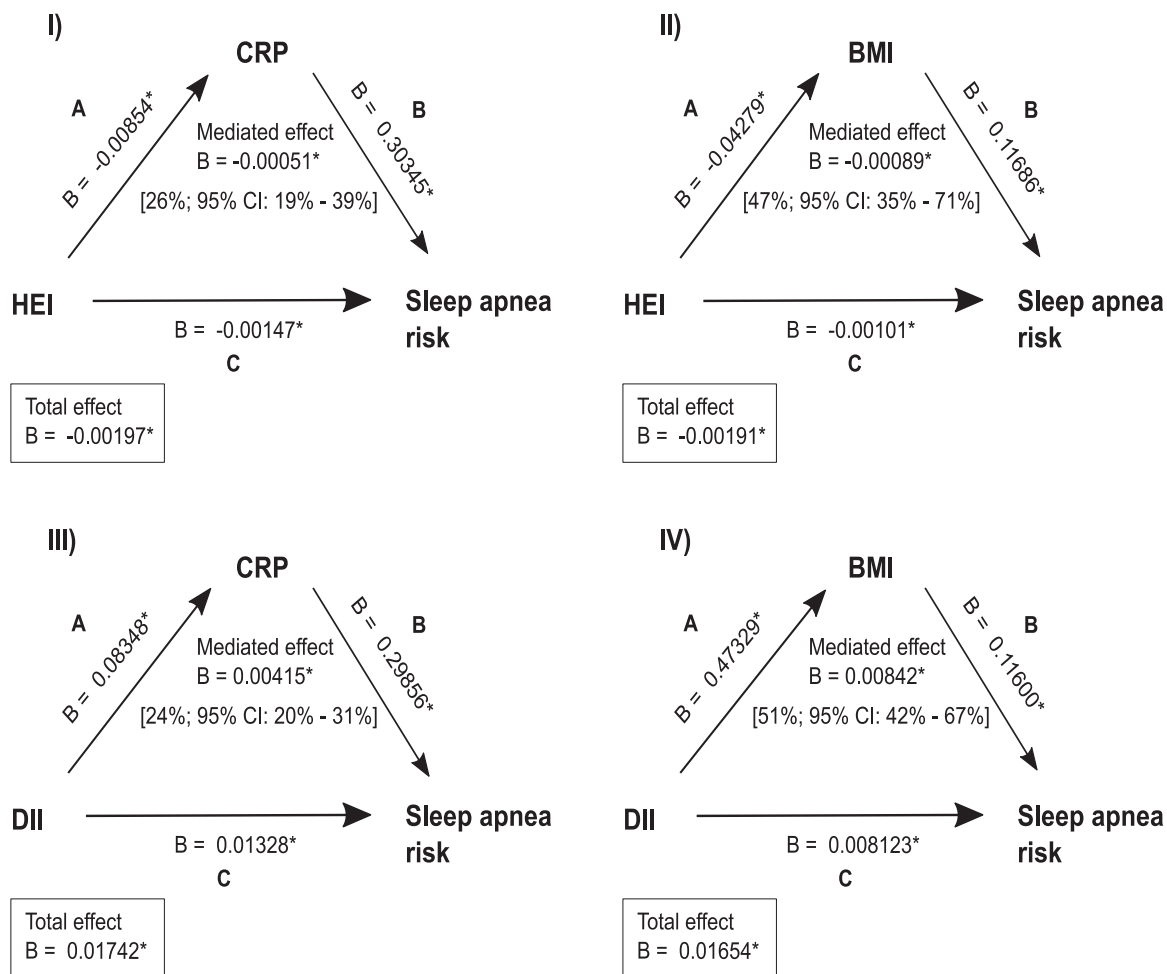 I)
CRP
A
B = -0.00854*
B
B = 0.30345*
Mediated effect
B = -0.00051*
[26%; 95% CI: 19% - 39%]
HEI
Sleep apnea
risk
B = -0.00147*
C
Total effect
B = -0.00197*
II)
BMI
A
B = -0.04279*
B
B = 0.11686*
Mediated effect
B = -0.00089*
[47%; 95% CI: 35% - 71%]
HEI
Sleep apnea
risk
B = -0.00101*
C
Total effect
B = -0.00191*
III)
CRP
A
B = 0.08348*
B
B = 0.29856*
Mediated effect
B = 0.00415*
[24%; 95% CI: 20% - 31%]
DII
Sleep apnea
risk
B = 0.01328*
C
Total effect
B = 0.01742*
IV)
BMI
A
B = 0.47329*
B
B = 0.11600*
Mediated effect
B = 0.00842*
[51%; 95% CI: 42% - 67%]
DII
Sleep apnea
risk
B = 0.008123*
C
Total effect
B = 0.01654*